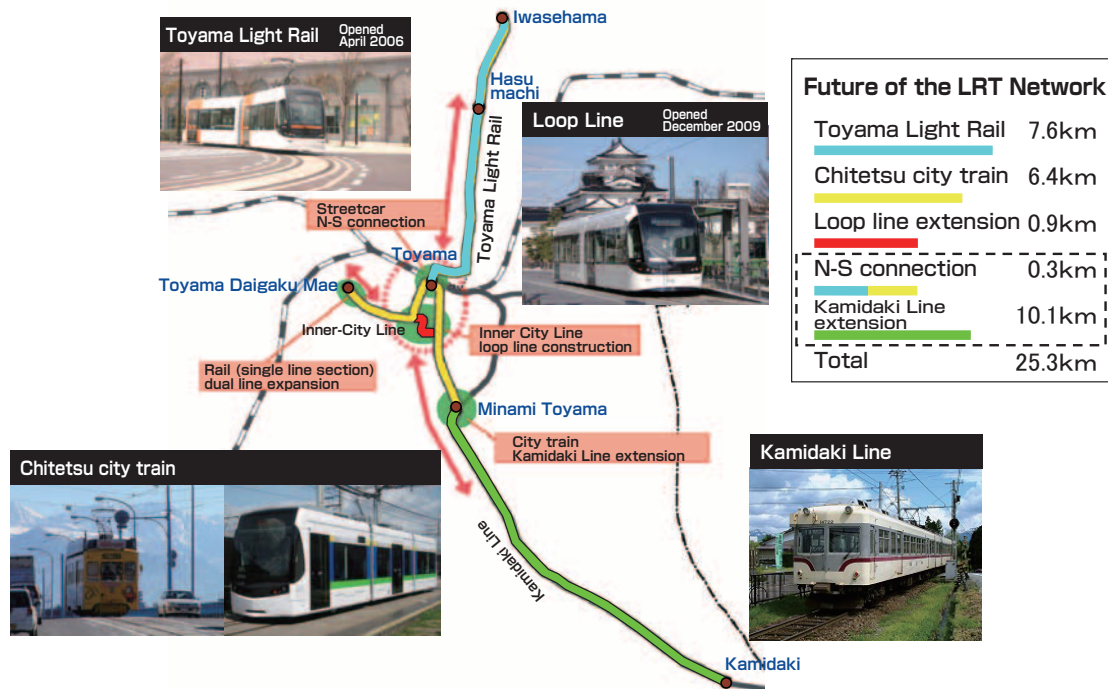 Toyama Light Rail
Opened
April 2006
Iwasehama
Hasu
machi
Toyama Light Rail
Loop Line
Opened
December 2009
Streetcar
N-S connection
Toyama
Toyama Daigaku Mae
Inner-City Line
Inner City Line
loop line construction
Rail (single line section)
dual line expansion
Minami Toyama
City train
Kamidaki Line extension
Chitetsu city train
Kamidaki Line
Kamidaki Line
Kamidaki
Future of the LRT Network
Toyama Light Rail 7.6km
Chitetsu city train 6.4km
Loop line extension 0.9km
N-S connection 0.3km
Kamidaki Line
extension 10.1km
Total 25.3km